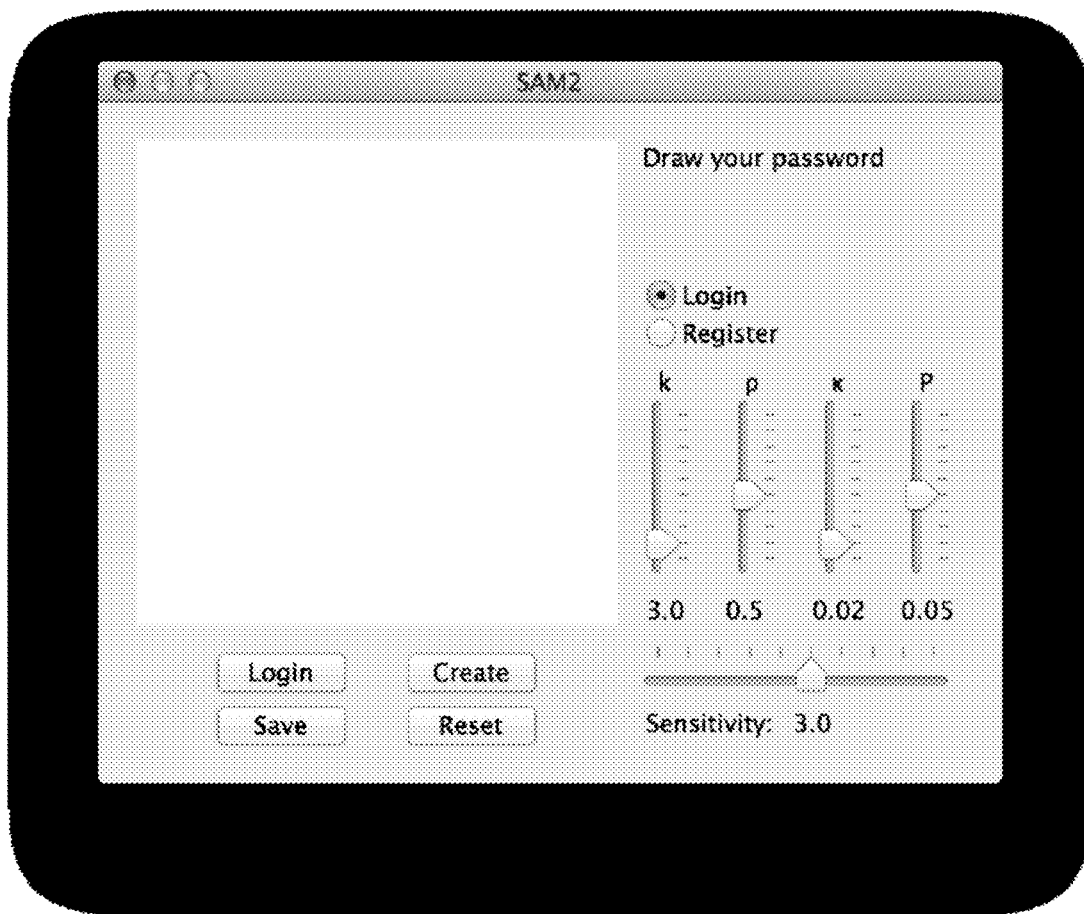 SAM2
Draw your password
Login
Register
k ρ κ P
3.0 0.5 0.02 0.05
Login Create
Save Reset
Sensitivity: 3.0